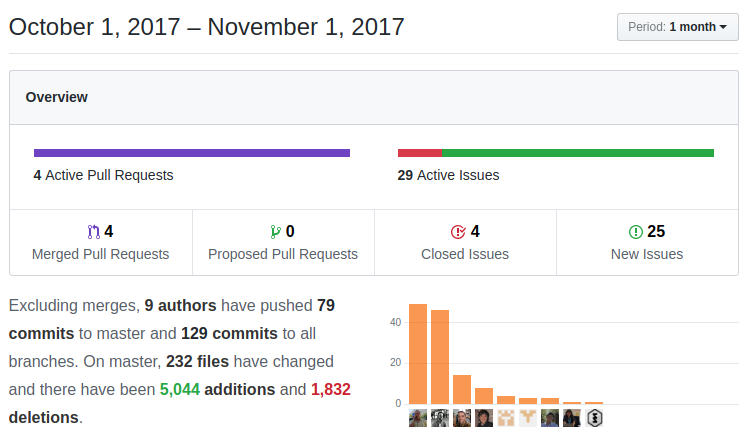 October 1, 2017 – November 1, 2017
Period: 1 month
Overview
4 Active Pull Requests
29 Active Issues
4
Merged Pull Requests
0
Proposed Pull Requests
4
Closed Issues
25
New Issues
Excluding merges, 9 authors have pushed 79
commits to master and 129 commits to all
branches. On master, 232 files have changed
and there have been 5,044 additions and 1,832
deletions.
40
20
0